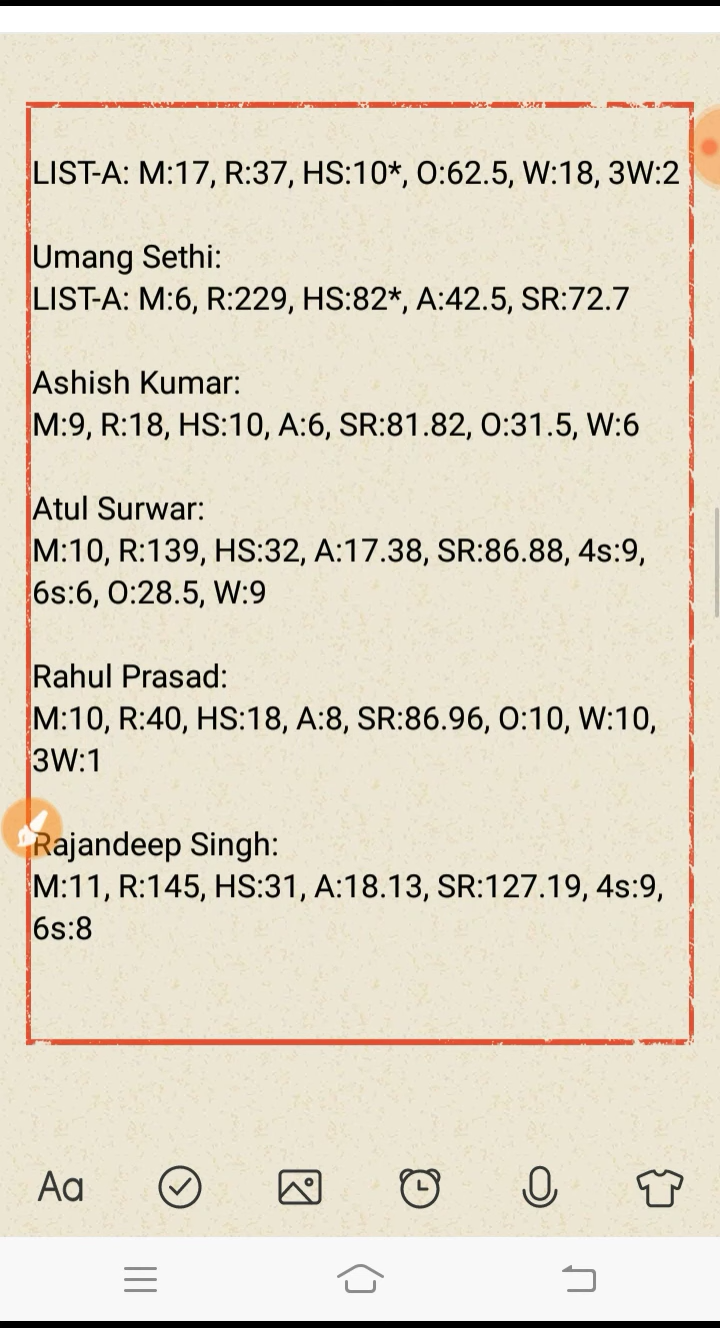 LIST-A: M:17, R:37, HS:10*, O:62.5, W:18, 3W:2
Umang Sethi:
LIST-A: M:6, R:229, HS:82*, A:42.5, SR:72.7
Ashish Kumar:
M:9, R:18, HS:10, A:6, SR:81.82, O:31.5, W:6
Atul Surwar:
M:10, R:139, HS:32, A:17.38, SR:86.88, 4s:9,
6s:6, O:28.5, W:9
Rahul Prasad:
M:10, R:40, HS:18, A:8, SR:86.96, O:10, W:10,
3W:1
Rajandeep Singh:
M:11, R:145, HS:31, A:18.13, SR:127.19, 4s:9,
6s:8
Aa